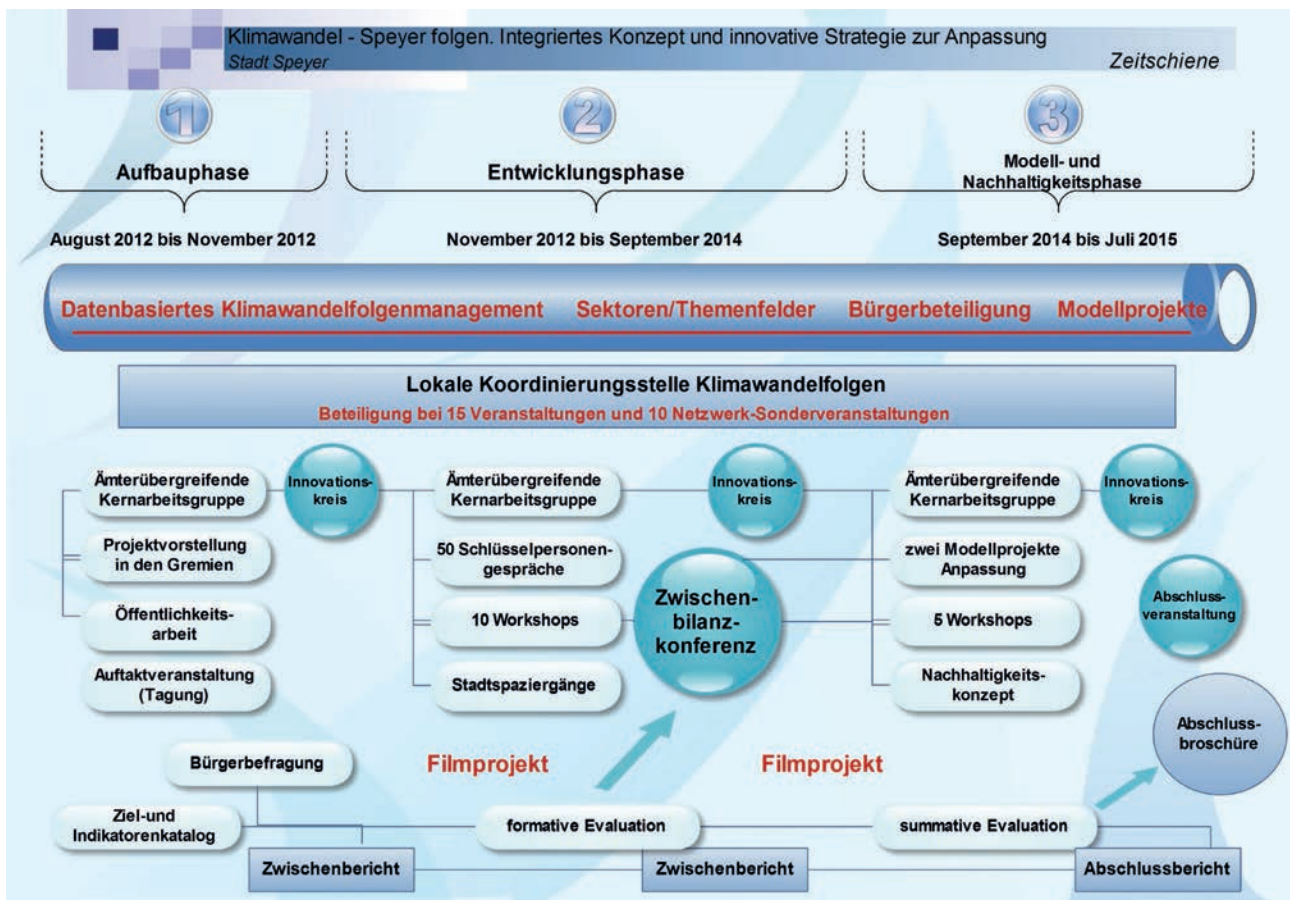 Klimawandel - Speyer folgen. Integriertes Konzept und innovative Strategie zur Anpassung
Stadt Speyer
Zeitschiene
1
2
3
Aufbauphase
Entwicklungsphase
Modell- und
Nachhaltigkeitsphase
August 2012 bis November 2012
November 2012 bis September 2014
September 2014 bis Juli 2015
Datenbasiertes Klimawandelfolgenmanagement
Sektoren/Themenfelder
Bürgerbeteiligung
Modellprojekte
Lokale Koordinierungsstelle Klimawandelfolgen
Beteiligung bei 15 Veranstaltungen und 10 Netzwerk-Sonderveranstaltungen
Ämterübergreifende
Kernarbeitsgruppe
Innovations-
kreis
Projektvorstellung
in den Gremien
Öffentlichkeits-
arbeit
Auftaktveranstaltung
(Tagung)
Ämterübergreifende
Kernarbeitsgruppe
Innovations-
kreis
50 Schlüsselpersonen-
gespräche
10 Workshops
Stadtspaziergänge
Zwischen-
bilanz-
konferenz
Ämterübergreifende
Kernarbeitsgruppe
Innovations-
kreis
zwei Modellprojekte
Anpassung
5 Workshops
Nachhaltigkeits-
konzept
Abschluss-
veranstaltung
Abschluss-
broschüre
Bürgerbefragung
Filmprojekt
Filmprojekt
Ziel-und
Indikatorenkatalog
formative Evaluation
summative Evaluation
Zwischenbericht
Zwischenbericht
Abschlussbericht